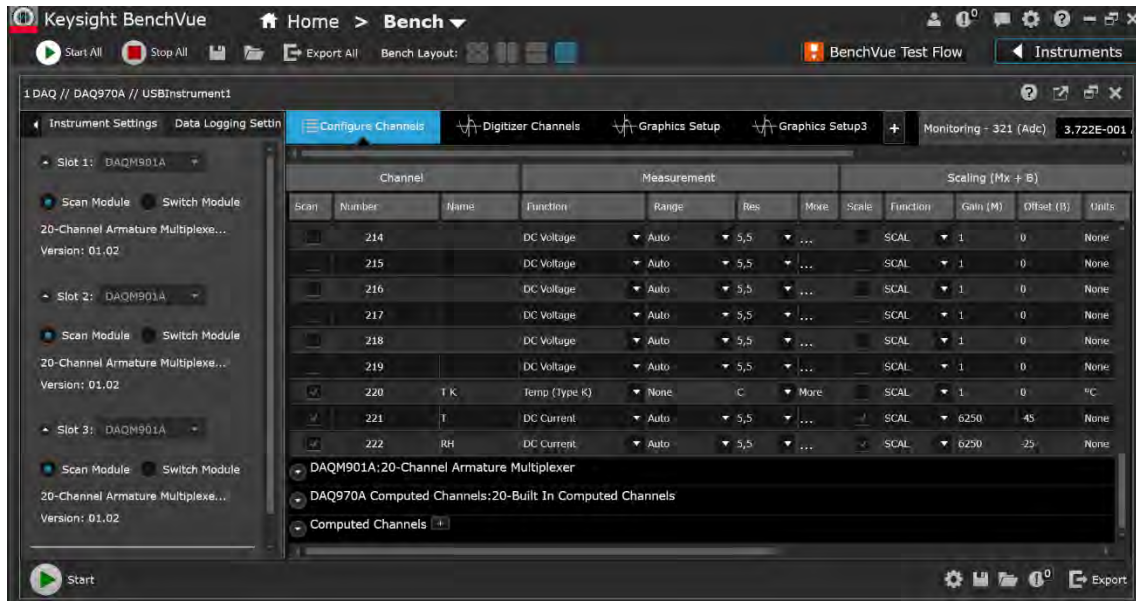 Keysight BenchVue Home > Bench
Start All Stop All Export All Bench Layout: BenchVue Test Flow Instruments
1 DAQ // DAQ970A // USBInstrument1
Instrument Settings Data Logging Settin Configure Channels Digitizer Channels Graphics Setup Graphics Setup3 + Monitoring - 321 (Adc) 3.722E-001
Slot 1: DAQM901A
Scan Module Switch Module
20-Channel Armature Multiplexe...
Version: 01.02
Slot 2: DAQM901A
Scan Module Switch Module
20-Channel Armature Multiplexe...
Version: 01.02
Slot 3: DAQM901A
Scan Module Switch Module
20-Channel Armature Multiplexe...
Version: 01.02
Channel Measurement Scaling (Mx + B)
Scan Number Name Function Range Res More Scale Function Gain (M) Offset (B) Units
214 DC Voltage Auto 5,5 ... SCAL 1 0 None
215 DC Voltage Auto 5,5 ... SCAL 1 0 None
216 DC Voltage Auto 5,5 ... SCAL 1 0 None
217 DC Voltage Auto 5,5 ... SCAL 1 0 None
218 DC Voltage Auto 5,5 ... SCAL 1 0 None
219 DC Voltage Auto 5,5 ... SCAL 1 0 None
220 T K Temp (Type K) None C More SCAL 1 0 ºC
221 T DC Current Auto 5,5 ... SCAL 6250 -45 None
222 RH DC Current Auto 5,5 ... SCAL 6250 -25 None
DAQM901A:20-Channel Armature Multiplexer
DAQ970A Computed Channels:20-Built In Computed Channels
Computed Channels +
Start Export